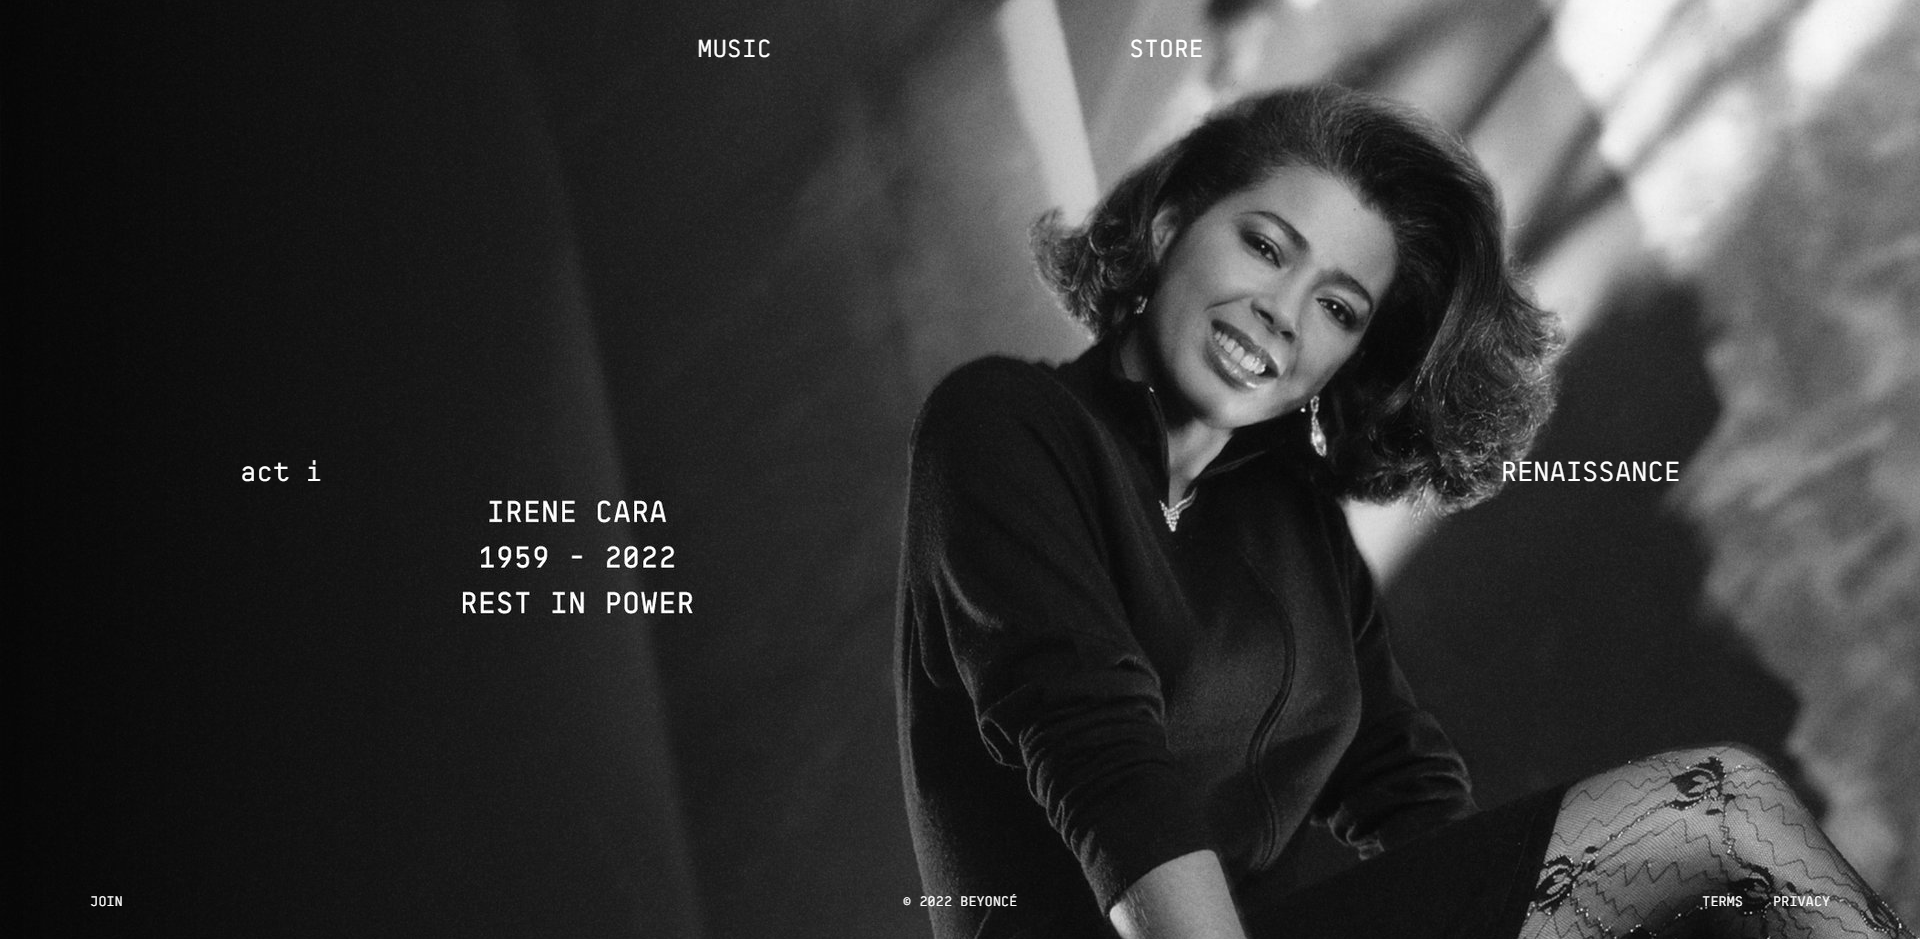 MUSIC
STORE
act i
RENAISSANCE
IRENE CARA
1959 - 2022
REST IN POWER
JOIN
© 2022 BEYONCÉ
TERMS
PRIVACY